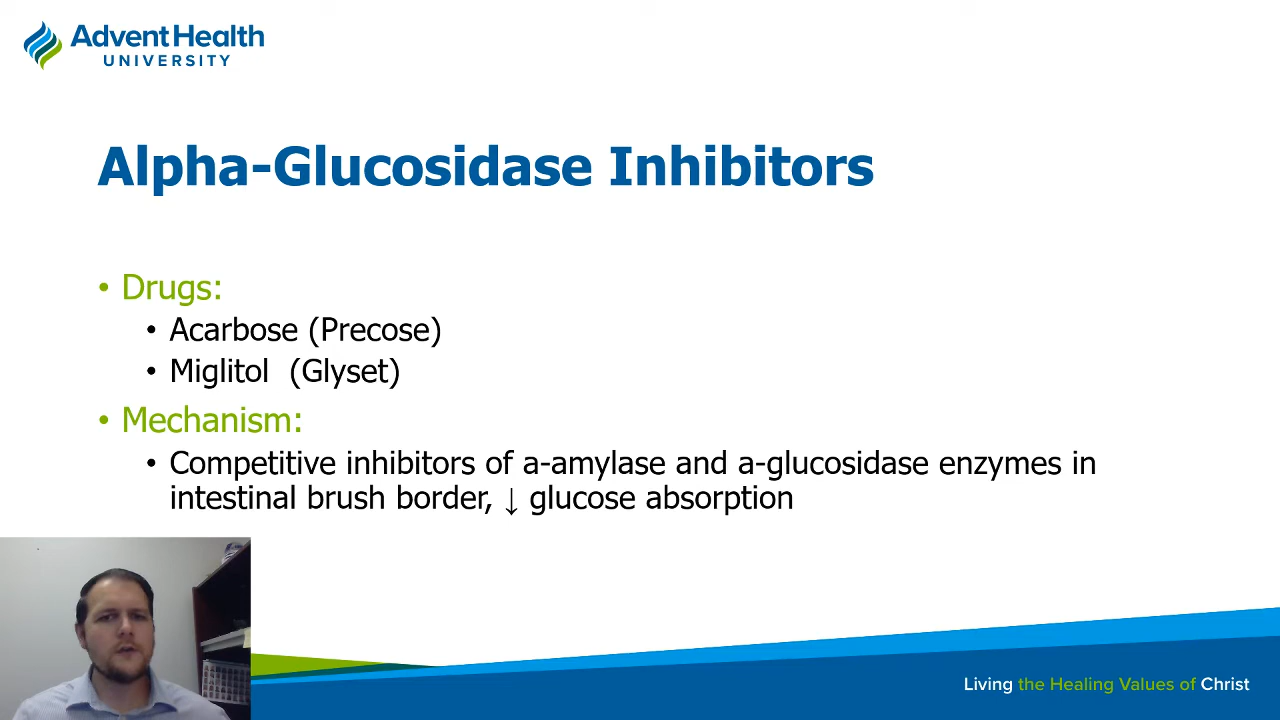 AdventHealth
UNIVERSITY
Alpha-Glucosidase Inhibitors
• Drugs:
• Acarbose (Precose)
• Miglitol (Glyset)
• Mechanism:
• Competitive inhibitors of a-amylase and a-glucosidase enzymes in
intestinal brush border, ↓ glucose absorption
Living the Healing Values of Christ